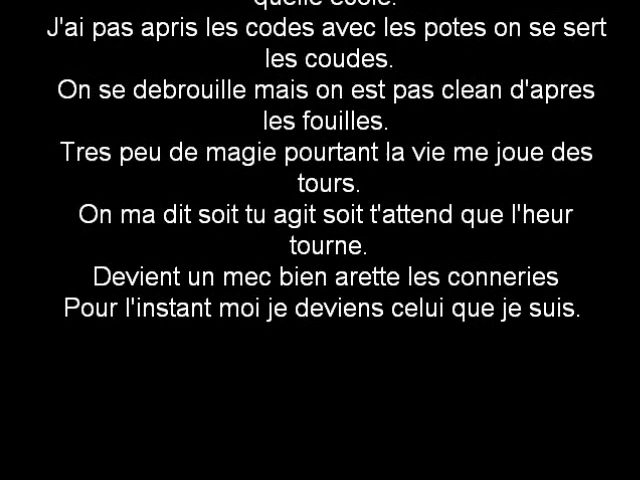 quelle école.
J'ai pas apris les codes avec les potes on se sert
les coudes.
On se debrouille mais on est pas clean d'apres
les fouilles.
Tres peu de magie pourtant la vie me joue des
tours.
On ma dit soit tu agit soit t'attend que l'heur
tourne.
Devient un mec bien arette les conneries
Pour l'instant moi je deviens celui que je suis.